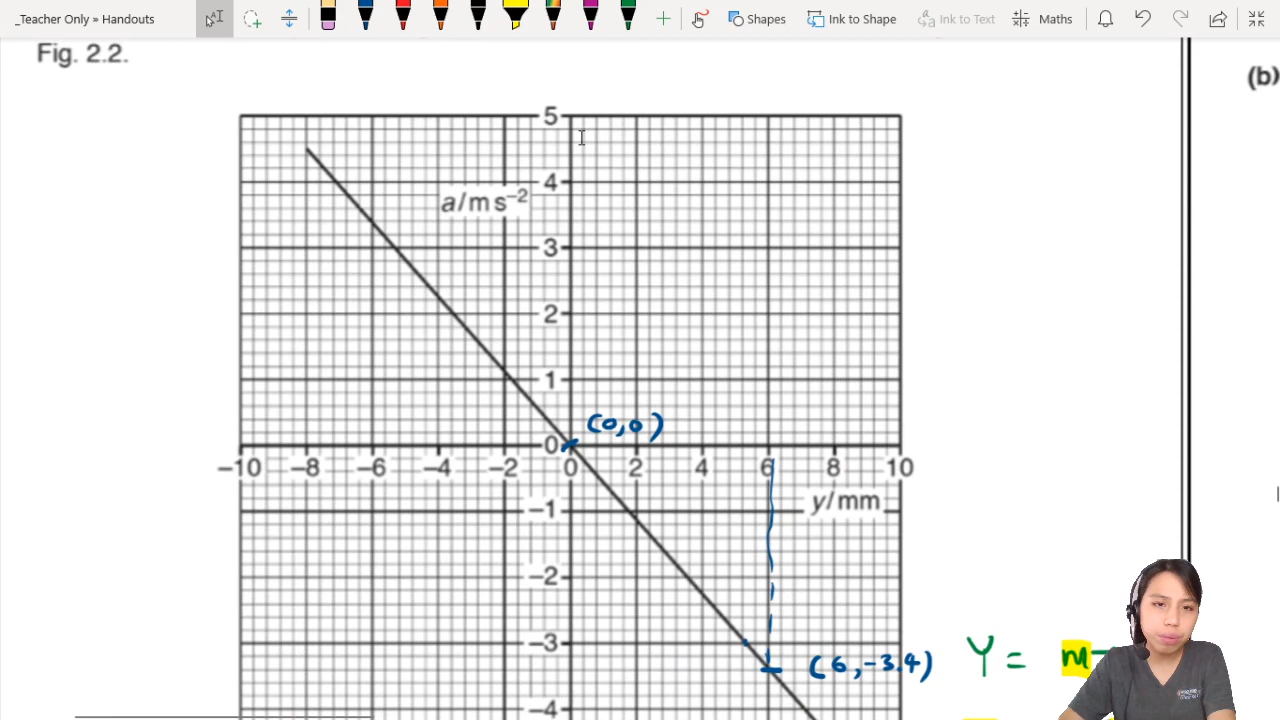 _Teacher Only » Handouts
Shapes
Ink to Shape
Ink to Text
Maths
Fig. 2.2.
(b)
5
4
a/m s⁻²
3
2
1
(0,0)
0
−10 −8 −6 −4 −2 0 2 4 6 8 10
y/mm
−1
−2
−3
(6,-3.4)
Y = m
−4